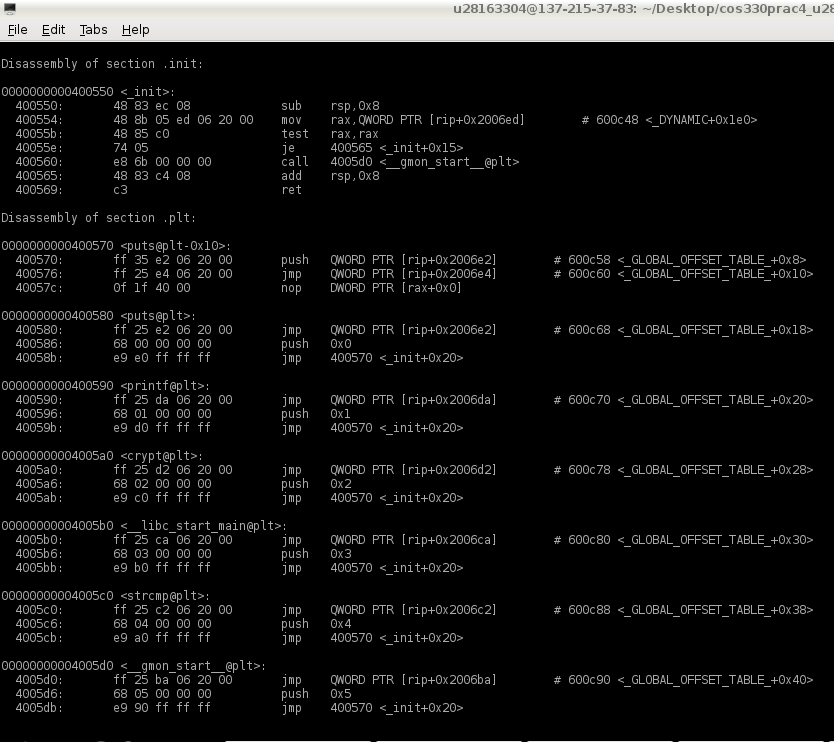 u28163304@137-215-37-83: ~/Desktop/cos330prac4_u28
File Edit Tabs Help
Disassembly of section .init:
0000000000400550 <_init>:
400550: 48 83 ec 08 sub rsp,0x8
400554: 48 8b 05 ed 06 20 00 mov rax,QWORD PTR [rip+0x2006ed] # 600c48 <_DYNAMIC+0x1e0>
40055b: 48 85 c0 test rax,rax
40055e: 74 05 je 400565 <_init+0x15>
400560: e8 6b 00 00 00 call 4005d0 <__gmon_start__@plt>
400565: 48 83 c4 08 add rsp,0x8
400569: c3 ret
Disassembly of section .plt:
0000000000400570 <puts@plt-0x10>:
400570: ff 35 e2 06 20 00 push QWORD PTR [rip+0x2006e2] # 600c58 <_GLOBAL_OFFSET_TABLE_+0x8>
400576: ff 25 e4 06 20 00 jmp QWORD PTR [rip+0x2006e4] # 600c60 <_GLOBAL_OFFSET_TABLE_+0x10>
40057c: 0f 1f 40 00 nop DWORD PTR [rax+0x0]
0000000000400580 <puts@plt>:
400580: ff 25 e2 06 20 00 jmp QWORD PTR [rip+0x2006e2] # 600c68 <_GLOBAL_OFFSET_TABLE_+0x18>
400586: 68 00 00 00 00 push 0x0
40058b: e9 e0 ff ff ff jmp 400570 <_init+0x20>
0000000000400590 <printf@plt>:
400590: ff 25 da 06 20 00 jmp QWORD PTR [rip+0x2006da] # 600c70 <_GLOBAL_OFFSET_TABLE_+0x20>
400596: 68 01 00 00 00 push 0x1
40059b: e9 d0 ff ff ff jmp 400570 <_init+0x20>
00000000004005a0 <crypt@plt>:
4005a0: ff 25 d2 06 20 00 jmp QWORD PTR [rip+0x2006d2] # 600c78 <_GLOBAL_OFFSET_TABLE_+0x28>
4005a6: 68 02 00 00 00 push 0x2
4005ab: e9 c0 ff ff ff jmp 400570 <_init+0x20>
00000000004005b0 <__libc_start_main@plt>:
4005b0: ff 25 ca 06 20 00 jmp QWORD PTR [rip+0x2006ca] # 600c80 <_GLOBAL_OFFSET_TABLE_+0x30>
4005b6: 68 03 00 00 00 push 0x3
4005bb: e9 b0 ff ff ff jmp 400570 <_init+0x20>
00000000004005c0 <strcmp@plt>:
4005c0: ff 25 c2 06 20 00 jmp QWORD PTR [rip+0x2006c2] # 600c88 <_GLOBAL_OFFSET_TABLE_+0x38>
4005c6: 68 04 00 00 00 push 0x4
4005cb: e9 a0 ff ff ff jmp 400570 <_init+0x20>
00000000004005d0 <__gmon_start__@plt>:
4005d0: ff 25 ba 06 20 00 jmp QWORD PTR [rip+0x2006ba] # 600c90 <_GLOBAL_OFFSET_TABLE_+0x40>
4005d6: 68 05 00 00 00 push 0x5
4005db: e9 90 ff ff ff jmp 400570 <_init+0x20>